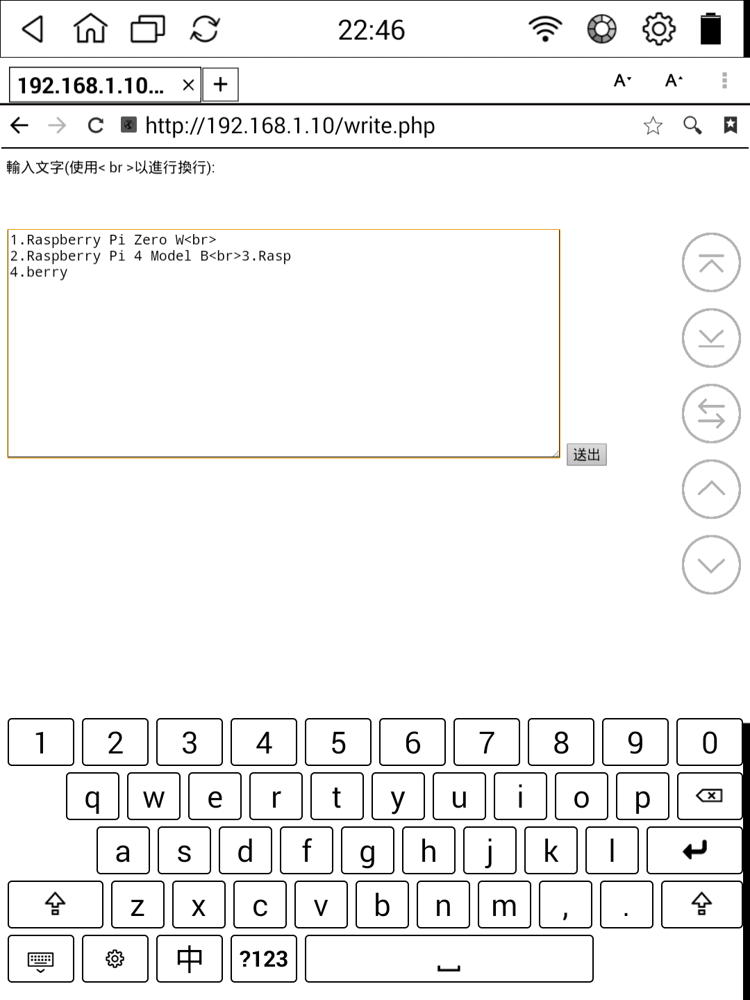 22:46
192.168.1.10... × +
A A
http://192.168.1.10/write.php
輸入文字(使用< br >以進行換行):
1.Raspberry Pi Zero W<br>
2.Raspberry Pi 4 Model B<br>3.Rasp
4.berry
送出
1 2 3 4 5 6 7 8 9 0
q w e r t y u i o p
a s d f g h j k l
z x c v b n m , .
中 ?123